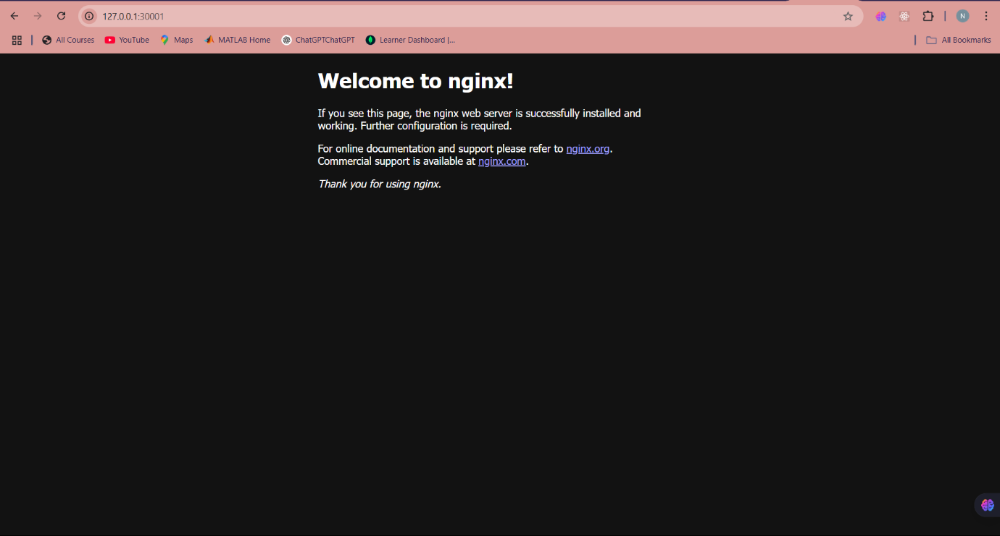 127.0.0.1:30001
N
All Courses YouTube Maps MATLAB Home ChatGPTChatGPT Learner Dashboard |... All Bookmarks
Welcome to nginx!
If you see this page, the nginx web server is successfully installed and
working. Further configuration is required.
For online documentation and support please refer to nginx.org.
Commercial support is available at nginx.com.
Thank you for using nginx.